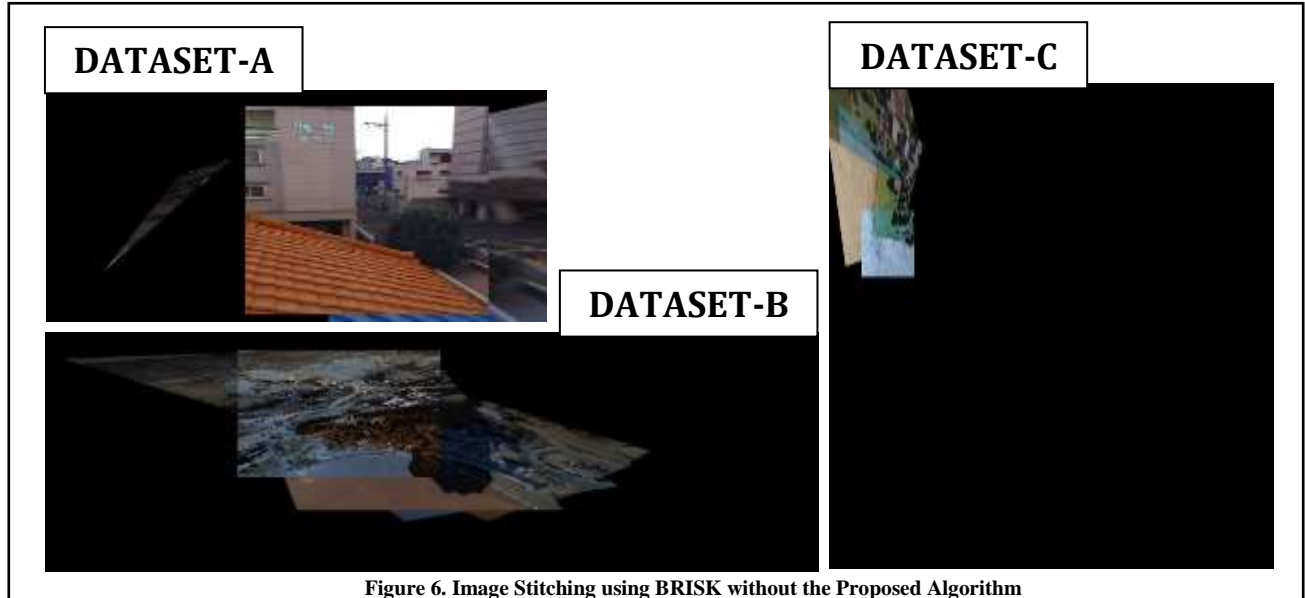 DATASET-A
DATASET-C
DATASET-B
Figure 6. Image Stitching using BRISK without the Proposed Algorithm